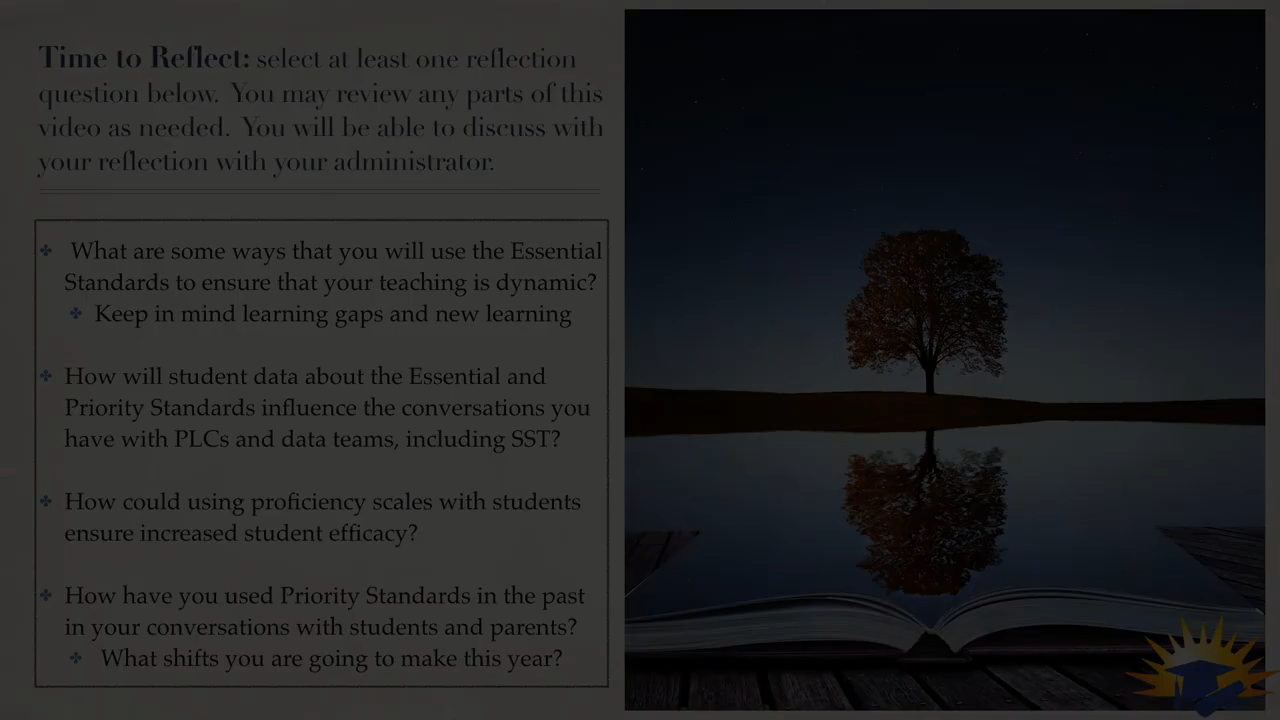 Time to Reflect: select at least one reflection
question below. You may review any parts of this
video as needed. You will be able to discuss with
your reflection with your administrator.
What are some ways that you will use the Essential
Standards to ensure that your teaching is dynamic?
Keep in mind learning gaps and new learning
How will student data about the Essential and
Priority Standards influence the conversations you
have with PLCs and data teams, including SST?
How could using proficiency scales with students
ensure increased student efficacy?
How have you used Priority Standards in the past
in your conversations with students and parents?
What shifts you are going to make this year?